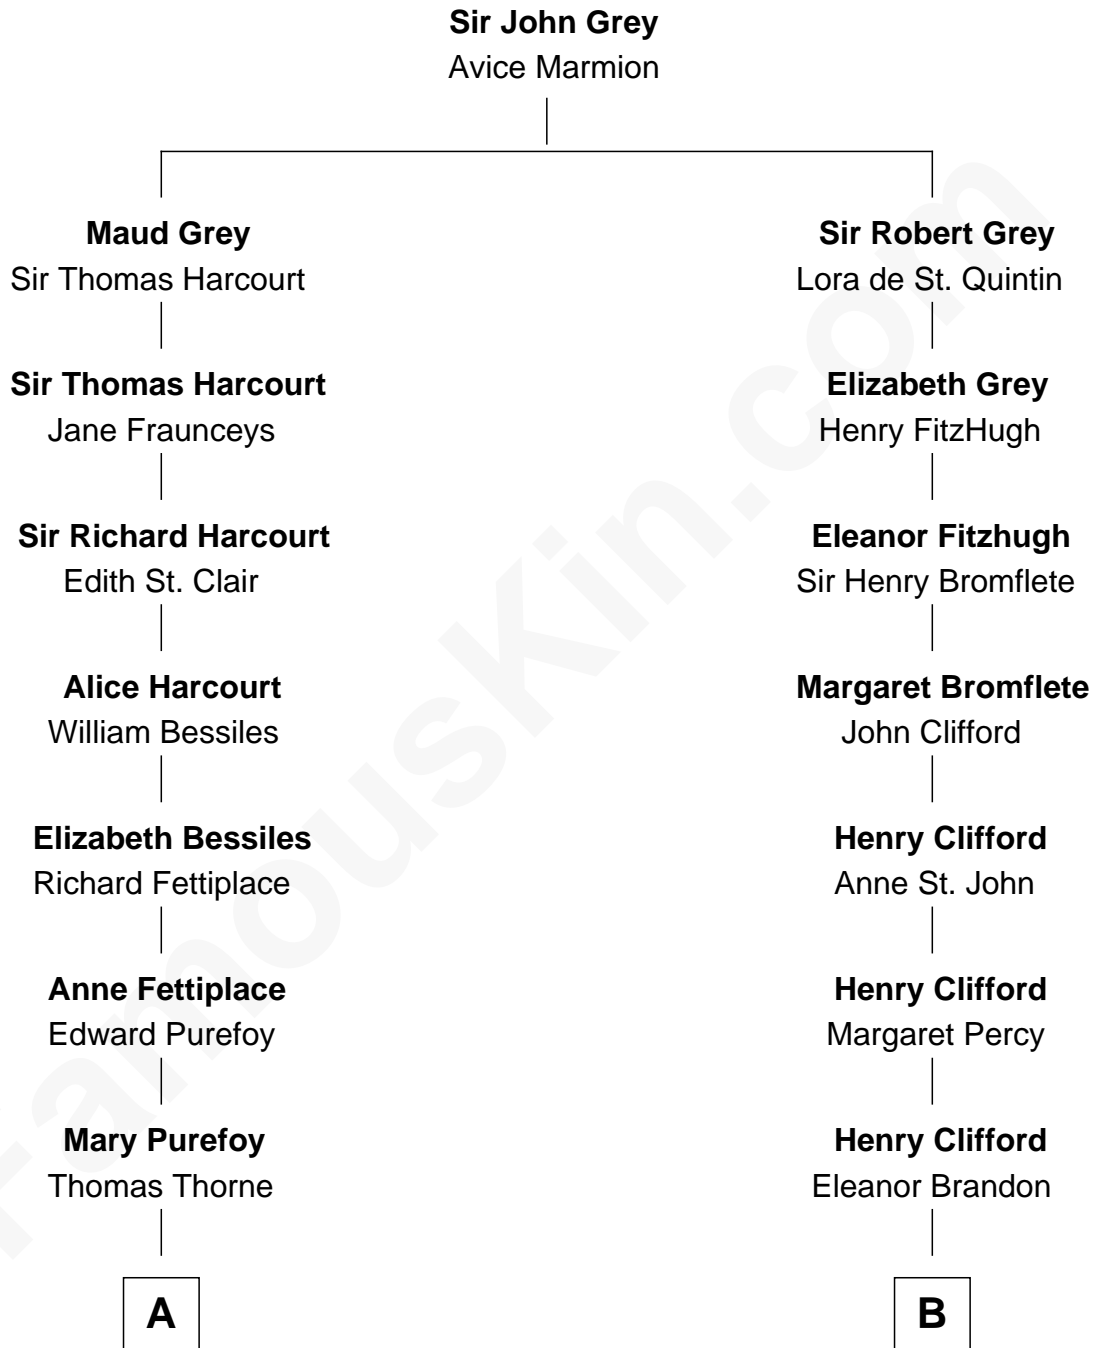 Sir John Grey
Avice Marmion
Maud Grey
Sir Thomas Harcourt
Sir Robert Grey
Lora de St. Quintin
Sir Thomas Harcourt
Jane Fraunceys
Elizabeth Grey
Henry FitzHugh
Sir Richard Harcourt
Edith St. Clair
Eleanor Fitzhugh
Sir Henry Bromflete
Alice Harcourt
William Bessiles
Margaret Bromflete
John Clifford
Elizabeth Bessiles
Richard Fettiplace
Henry Clifford
Anne St. John
Anne Fettiplace
Edward Purefoy
Henry Clifford
Margaret Percy
Mary Purefoy
Thomas Thorne
Henry Clifford
Eleanor Brandon
A
B
FamousKin.com